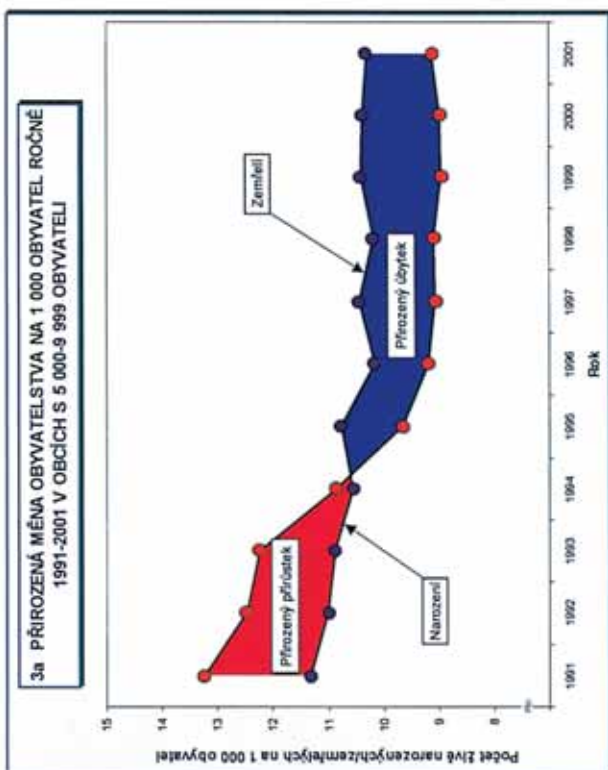 3a PŘIROZENÁ MĚNA OBYVATELSTVA NA 1 000 OBYVATEL ROČNĚ
1991-2001 V OBCÍCH S 5 000-9 999 OBYVATELI
Počet živě narozených/zemřelých na 1 000 obyvatel
15
14
13
12
11
10
9
8
Přirozený přírůstek
Narození
Zemřelí
Přirozený úbytek
1991
1992
1993
1994
1995
1996
1997
1998
1999
2000
2001
Rok